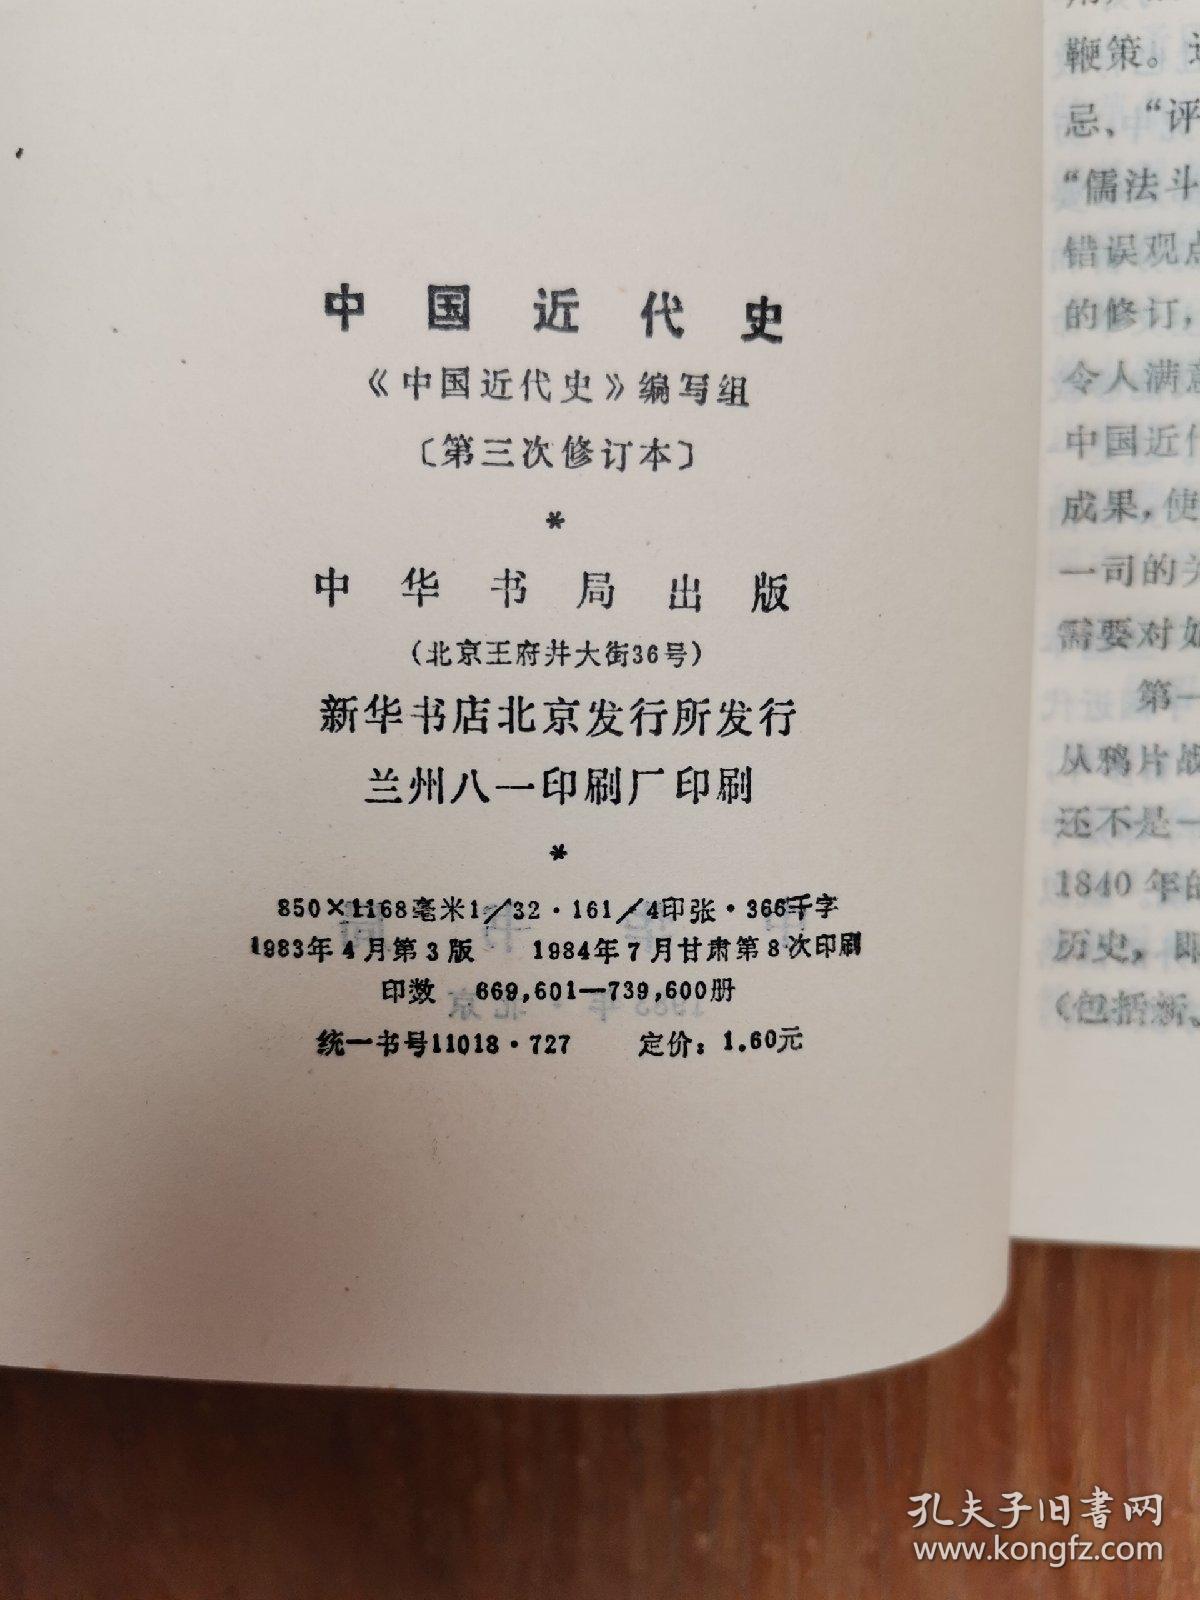 中国近代史
《中国近代史》编写组
〔第三次修订本〕
*
中华书局出版
(北京王府井大街36号)
新华书店北京发行所发行
兰州八一印刷厂印刷
*
850×1168毫米1/32·161/4印张·366千字
1983年4月第3版 1984年7月甘肃第8次印刷
印数 669,601—739,600册
统一书号11018·727 定价：1.60元
鞭策。
忌、“评
“儒法斗
错误观点
的修订，
令人满意
中国近代
成果，使
一司的关
需要对如
第一
从鸦片战
还不是一
1840年的
历史，即
（包括新、
孔夫子旧书网
www.kongfz.com